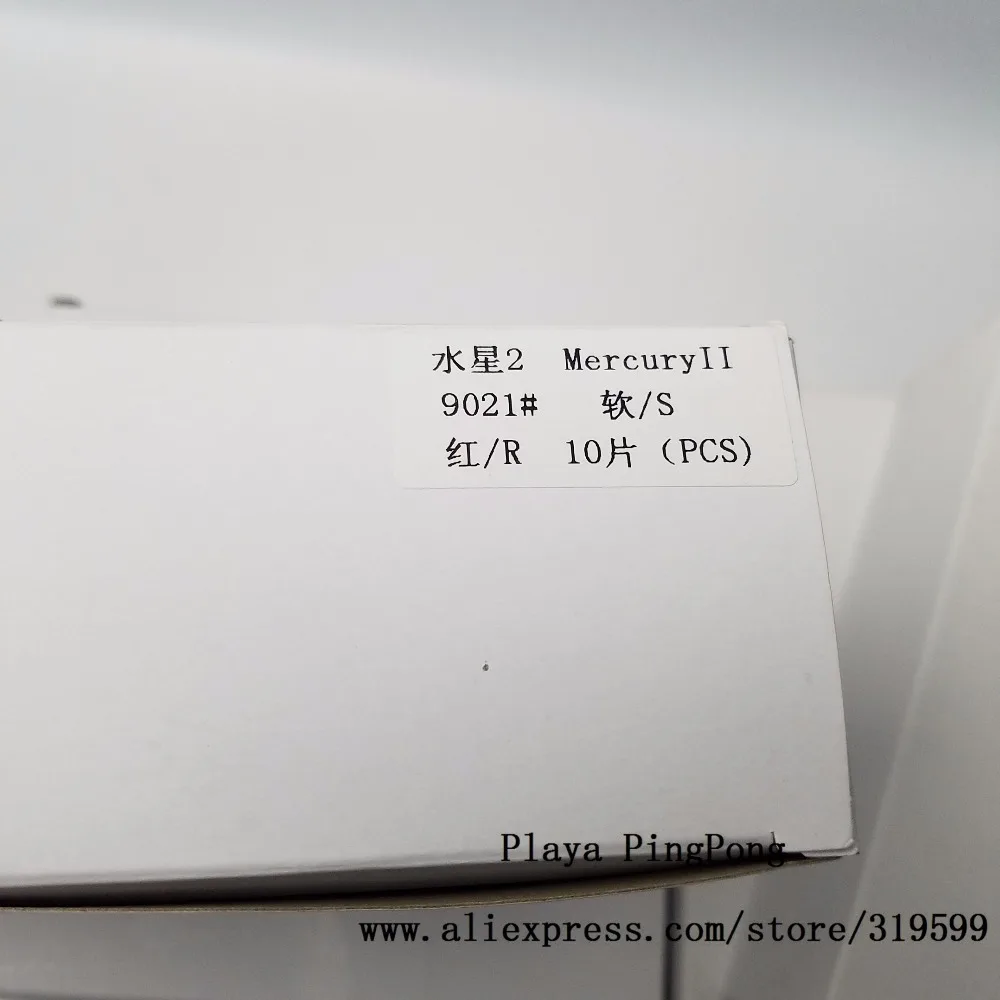 水星2 MercuryII
9021# 软/S
红/R 10片 (PCS)
Playa PingPong
www.aliexpress.com/store/319599